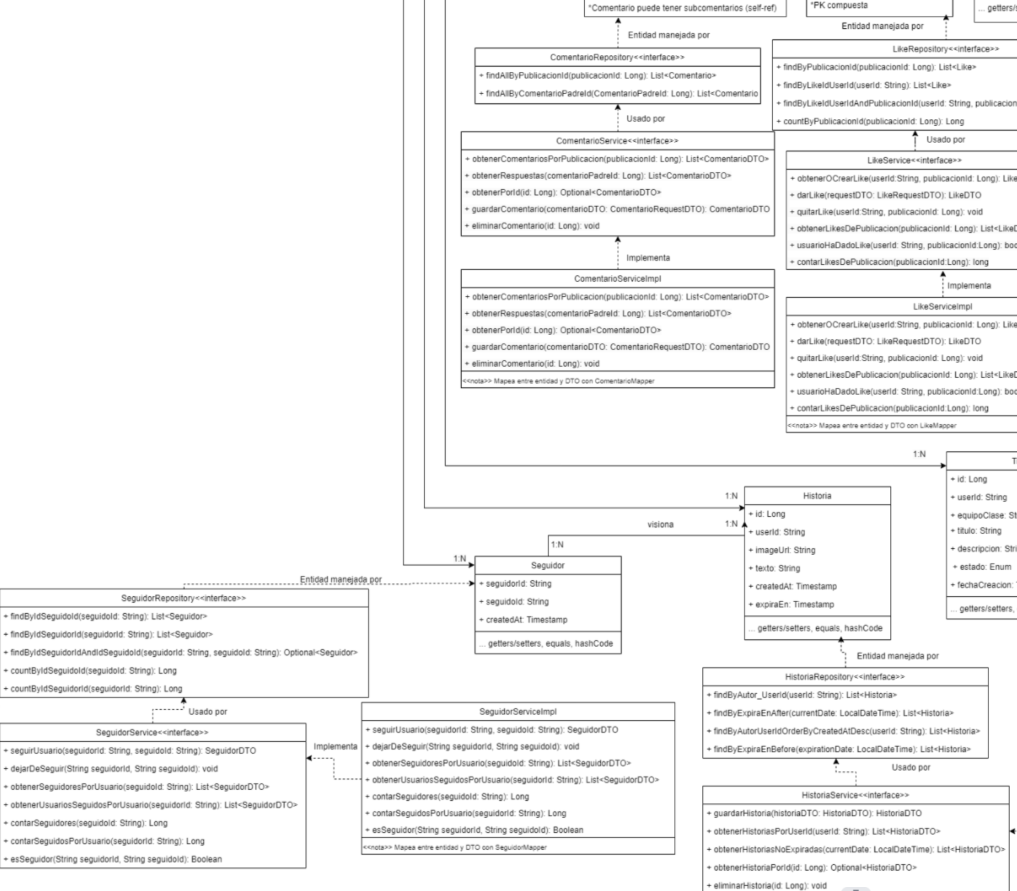 *Comentario puede tener subcomentarios (self-ref)
*PK compuesta
... getters/s
Entidad manejada por
Entidad manejada por
ComentarioRepository<<interface>>
+ findAllByPublicacionId(publicacionId: Long): List<Comentario>
+ findAllByComentarioPadreId(ComentarioPadreId: Long): List<Comentario
LikeRepository<<interface>>
+ findByPublicacionId(publicacionId: Long): List<Like>
+ findByLikeIdUserId(userId: String): List<Like>
+ findByLikeIdUserIdAndPublicacionId(userId: String, publicacion
+ countByPublicacionId(publicacionId: Long): Long
Usado por
Usado por
ComentarioService<<interface>>
+ obtenerComentariosPorPublicacion(publicacionId: Long): List<ComentarioDTO>
+ obtenerRespuestas(comentarioPadreId: Long): List<ComentarioDTO>
+ obtenerPorId(id: Long): Optional<ComentarioDTO>
+ guardarComentario(comentarioDTO: ComentarioRequestDTO): ComentarioDTO
+ eliminarComentario(id: Long): void
LikeService<<interface>>
+ obtenerOCrearLike(userId:String, publicacionId: Long): Like
+ darLike(requestDTO: LikeRequestDTO): LikeDTO
+ quitarLike(userId:String, publicacionId: Long): void
+ obtenerLikesDePublicacion(publicacionId: Long): List<LikeD
+ usuarioHaDadoLike(userId: String, publicacionId:Long): boo
+ contarLikesDePublicacion(publicacionId:Long): long
Implementa
Implementa
ComentarioServiceImpl
+ obtenerComentariosPorPublicacion(publicacionId: Long): List<ComentarioDTO>
+ obtenerRespuestas(comentarioPadreId: Long): List<ComentarioDTO>
+ obtenerPorId(id: Long): Optional<ComentarioDTO>
+ guardarComentario(comentarioDTO: ComentarioRequestDTO): ComentarioDTO
+ eliminarComentario(id: Long): void
<<nota>> Mapea entre entidad y DTO con ComentarioMapper
LikeServiceImpl
+ obtenerOCrearLike(userId:String, publicacionId: Long): Like
+ darLike(requestDTO: LikeRequestDTO): LikeDTO
+ quitarLike(userId:String, publicacionId: Long): void
+ obtenerLikesDePublicacion(publicacionId: Long): List<LikeD
+ usuarioHaDadoLike(userId: String, publicacionId:Long): boo
+ contarLikesDePublicacion(publicacionId:Long): long
<<nota>> Mapea entre entidad y DTO con LikeMapper
1:N
T
+ id: Long
+ userId: String
+ equipoClase: St
+ titulo: String
+ descripcion: Stri
+ estado: Enum
+ fechaCreacion: 
... getters/setters,
1:N
visiona
1:N
1:N
1:N
Historia
+ id: Long
+ userId: String
+ imageUrl: String
+ texto: String
+ createdAt: Timestamp
+ expiraEn: Timestamp
... getters/setters, equals, hashCode
Seguidor
+ seguidorId: String
+ seguidoId: String
+ createdAt: Timestamp
... getters/setters, equals, hashCode
Entidad manejada por
SeguidorRepository<<interface>>
+ findByIdSeguidoId(seguidoId: String): List<Seguidor>
+ findByIdSeguidorId(seguidorId: String): List<Seguidor>
+ findByIdSeguidorIdAndIdSeguidoId(seguidorId: String, seguidoId: String): Optional<Seguidor>
+ countByIdSeguidoId(seguidoId: String): Long
+ countByIdSeguidorId(seguidorId: String): Long
Usado por
SeguidorService<<interface>>
+ seguirUsuario(seguidorId: String, seguidoId: String): SeguidorDTO
+ dejarDeSeguir(String seguidorId, String seguidoId): void
+ obtenerSeguidoresPorUsuario(seguidoId: String): List<SeguidorDTO>
+ obtenerUsuariosSeguidosPorUsuario(seguidorId: String): List<SeguidorDTO>
+ contarSeguidores(seguidoId: String): Long
+ contarSeguidosPorUsuario(seguidorId: String): Long
+ esSeguidor(String seguidorId, String seguidoId): Boolean
Implementa
SeguidorServiceImpl
+ seguirUsuario(seguidorId: String, seguidoId: String): SeguidorDTO
+ dejarDeSeguir(String seguidorId, String seguidoId): void
+ obtenerSeguidoresPorUsuario(seguidoId: String): List<SeguidorDTO>
+ obtenerUsuariosSeguidosPorUsuario(seguidorId: String): List<SeguidorDTO>
+ contarSeguidores(seguidoId: String): Long
+ contarSeguidosPorUsuario(seguidorId: String): Long
+ esSeguidor(String seguidorId, String seguidoId): Boolean
<<nota>> Mapea entre entidad y DTO con SeguidorMapper
Entidad manejada por
HistoriaRepository<<interface>>
+ findByAutor_UserId(userId: String): List<Historia>
+ findByExpiraEnAfter(currentDate: LocalDateTime): List<Historia>
+ findByAutorUserIdOrderByCreatedAtDesc(userId: String): List<Historia>
+ findByExpiraEnBefore(expirationDate: LocalDateTime): List<Historia>
Usado por
HistoriaService<<interface>>
+ guardarHistoria(historiaDTO: HistoriaDTO): HistoriaDTO
+ obtenerHistoriasPorUserId(userId: String): List<HistoriaDTO>
+ obtenerHistoriasNoExpiradas(currentDate: LocalDateTime): List<HistoriaDTO>
+ obtenerHistoriaPorId(id: Long): Optional<HistoriaDTO>
+ eliminarHistoria(id: Long): void